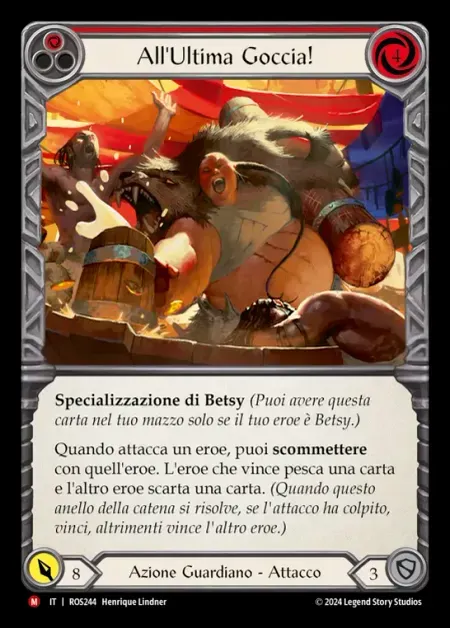 All'Ultima Goccia!
4
Specializzazione di Betsy (Puoi avere questa
carta nel tuo mazzo solo se il tuo eroe è Betsy.)
Quando attacca un eroe, puoi scommettere
con quell'eroe. L'eroe che vince pesca una carta
e l'altro eroe scarta una carta. (Quando questo
anello della catena si risolve, se l'attacco ha colpito,
vinci, altrimenti vince l'altro eroe.)
8
Azione Guardiano - Attacco
3
M IT | ROS244 Henrique Lindner
© 2024 Legend Story Studios